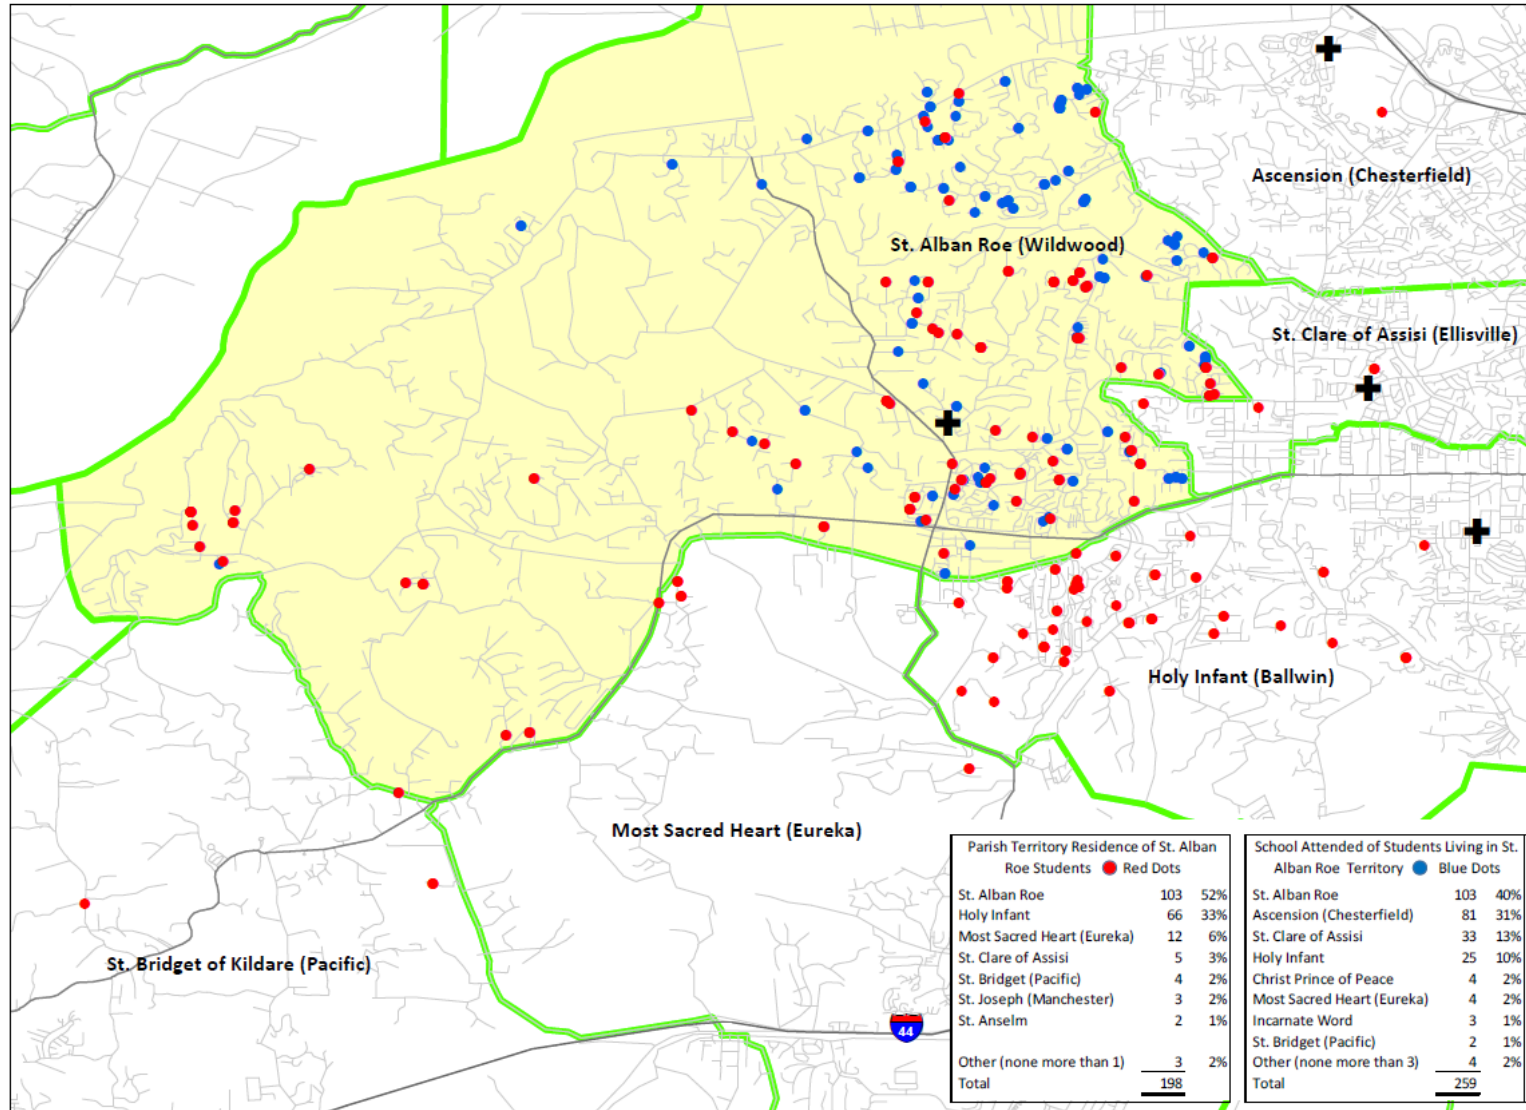 Ascension (Chesterfield)
St. Alban Roe (Wildwood)
St. Clare of Assisi (Ellisville)
Holy Infant (Ballwin)
Most Sacred Heart (Eureka)
St. Bridget of Kildare (Pacific)
44
Parish Territory Residence of St. Alban
Roe Students Red Dots
St. Alban Roe 103 52%
Holy Infant 66 33%
Most Sacred Heart (Eureka) 12 6%
St. Clare of Assisi 5 3%
St. Bridget (Pacific) 4 2%
St. Joseph (Manchester) 3 2%
St. Anselm 2 1%
Other (none more than 1) 3 2%
Total 198
School Attended of Students Living in St.
Alban Roe Territory Blue Dots
St. Alban Roe 103 40%
Ascension (Chesterfield) 81 31%
St. Clare of Assisi 33 13%
Holy Infant 25 10%
Christ Prince of Peace 4 2%
Most Sacred Heart (Eureka) 4 2%
Incarnate Word 3 1%
St. Bridget (Pacific) 2 1%
Other (none more than 3) 4 2%
Total 259